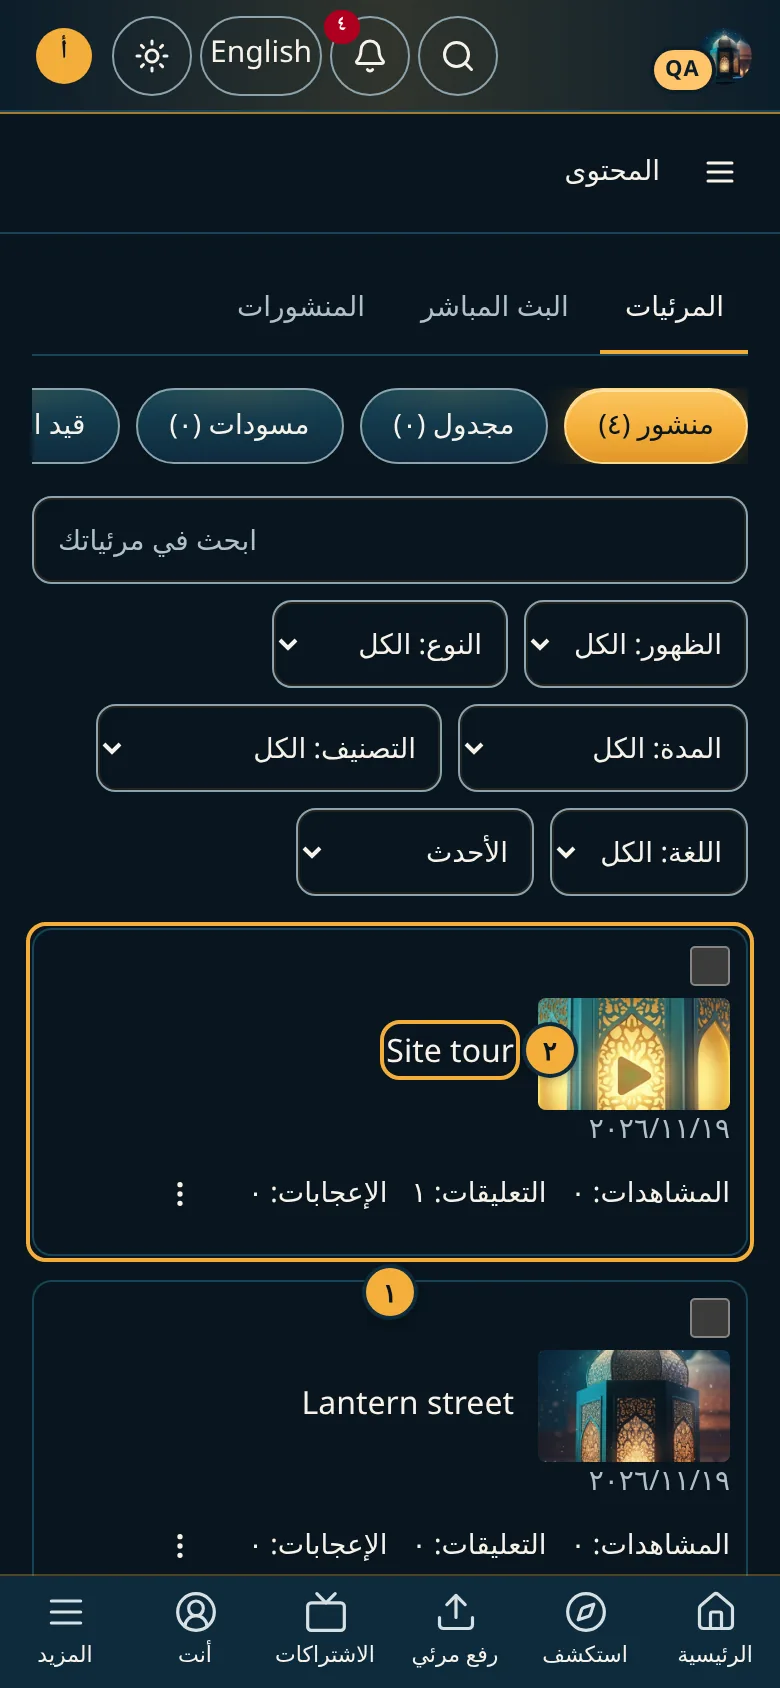 QA
٤
English
أ
المحتوى
المرئيات البث المباشر المنشورات
منشور (٤) مجدول (٠) مسودات (٠) قيد ا
ابحث في مرئياتك
الظهور: الكل النوع: الكل
المدة: الكل التصنيف: الكل
اللغة: الكل الأحدث
٢ Site tour
٢٠٢٦/١١/١٩
المشاهدات: ٠ التعليقات: ١ الإعجابات: ٠
١
Lantern street
٢٠٢٦/١١/١٩
المشاهدات: ٠ التعليقات: ٠ الإعجابات: ٠
الرئيسية استكشف رفع مرئي الاشتراكات أنت المزيد